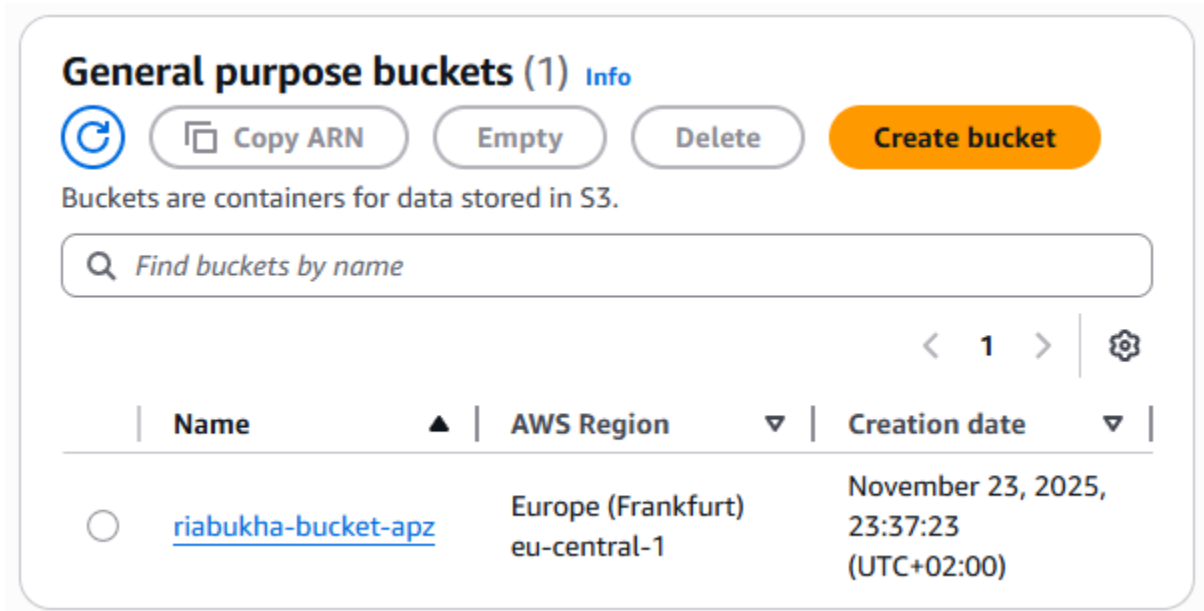 General purpose buckets (1) Info
Copy ARN Empty Delete Create bucket
Buckets are containers for data stored in S3.
Find buckets by name
1
Name AWS Region Creation date
riabukha-bucket-apz Europe (Frankfurt) eu-central-1 November 23, 2025, 23:37:23 (UTC+02:00)